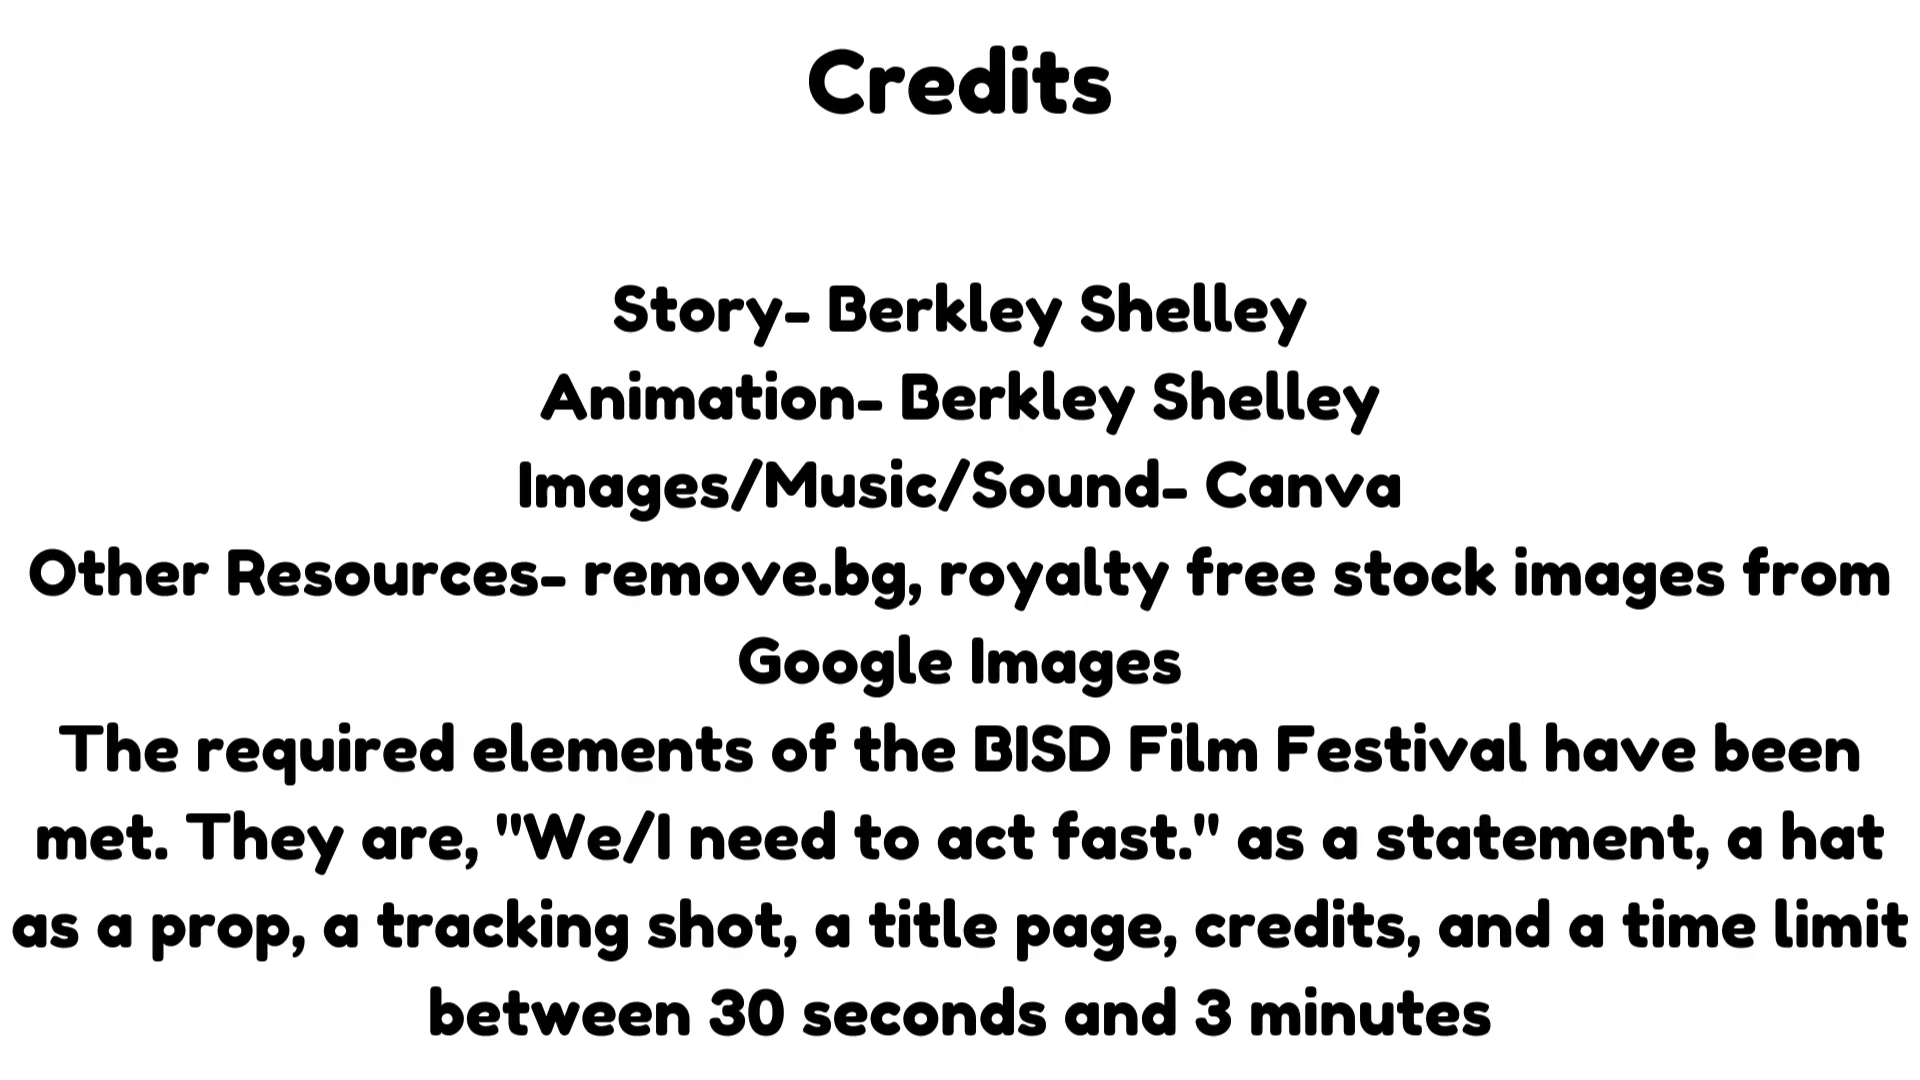 Credits
Story- Berkley Shelley
Animation- Berkley Shelley
Images/Music/Sound- Canva
Other Resources- remove.bg, royalty free stock images from
Google Images
The required elements of the BISD Film Festival have been
met. They are, "We/I need to act fast." as a statement, a hat
as a prop, a tracking shot, a title page, credits, and a time limit
between 30 seconds and 3 minutes